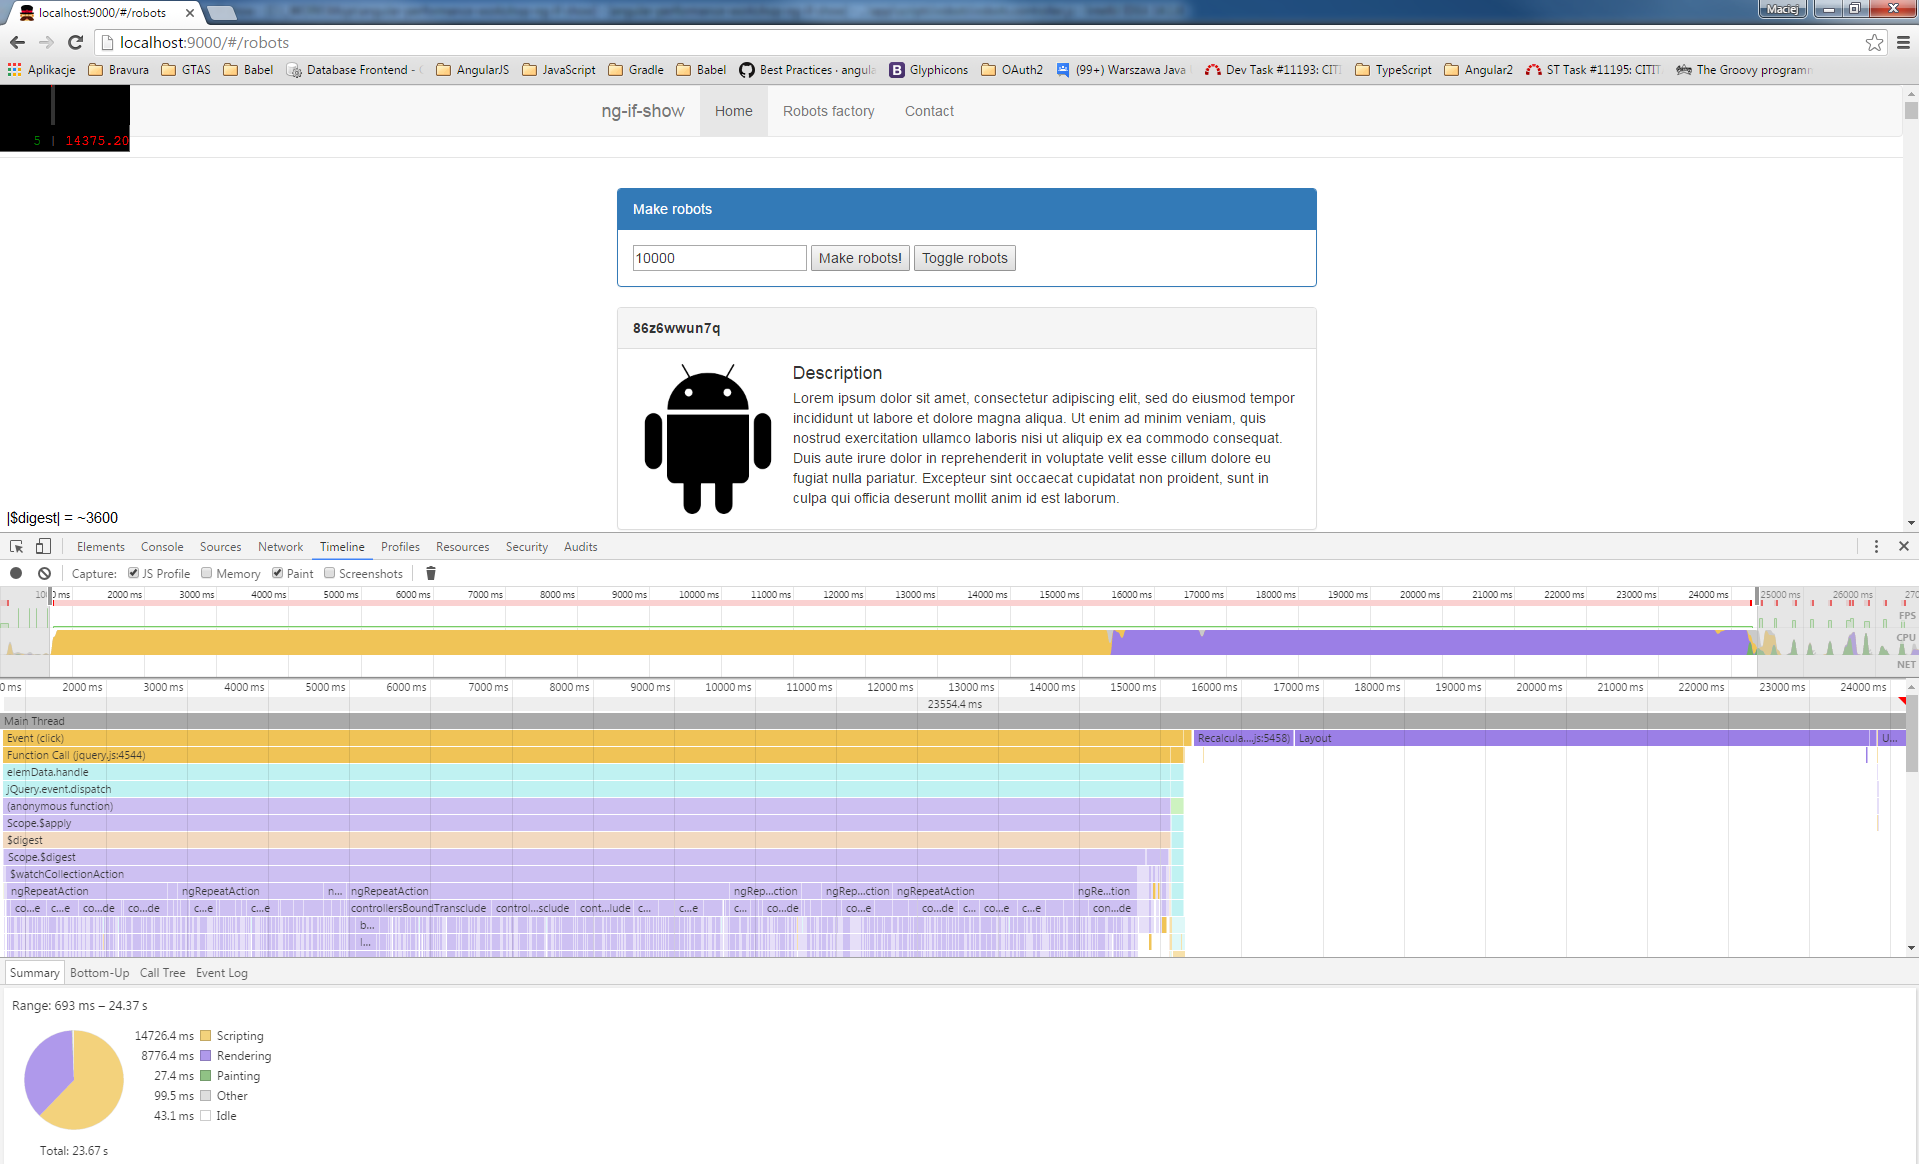 localhost:9000/#/robots
Maciej
localhost:9000/#/robots
Aplikacje Bravura GTAS Babel Database Frontend - AngularJS JavaScript Gradle Babel Best Practices · angula Glyphicons OAuth2 (99+) Warszawa Java Dev Task #11193: CITI TypeScript Angular2 ST Task #11195: CITIT The Groovy programm
ng-if-show Home Robots factory Contact
5 | 14375.20
Make robots
10000 Make robots! Toggle robots
86z6wwun7q
Description
Lorem ipsum dolor sit amet, consectetur adipiscing elit, sed do eiusmod tempor
incididunt ut labore et dolore magna aliqua. Ut enim ad minim veniam, quis
nostrud exercitation ullamco laboris nisi ut aliquip ex ea commodo consequat.
Duis aute irure dolor in reprehenderit in voluptate velit esse cillum dolore eu
fugiat nulla pariatur. Excepteur sint occaecat cupidatat non proident, sunt in
culpa qui officia deserunt mollit anim id est laborum.
|$digest| = ~3600
Elements Console Sources Network Timeline Profiles Resources Security Audits
Capture: JS Profile Memory Paint Screenshots
2000 ms 3000 ms 4000 ms 5000 ms 6000 ms 7000 ms 8000 ms 9000 ms 10000 ms 11000 ms 12000 ms 13000 ms 14000 ms 15000 ms 16000 ms 17000 ms 18000 ms 19000 ms 20000 ms 21000 ms 22000 ms 23000 ms 24000 ms 25000 ms 26000 ms 270
FPS
CPU
NET
0 ms 2000 ms 3000 ms 4000 ms 5000 ms 6000 ms 7000 ms 8000 ms 9000 ms 10000 ms 11000 ms 12000 ms 13000 ms 14000 ms 15000 ms 16000 ms 17000 ms 18000 ms 19000 ms 20000 ms 21000 ms 22000 ms 23000 ms 24000 ms
23554.4 ms
Main Thread
Event (click) Recalcula....js:5458) Layout U...
Function Call (jquery.js:4544)
elemData.handle
jQuery.event.dispatch
(anonymous function)
Scope.$apply
$digest
Scope.$digest
$watchCollectionAction
ngRepeatAction ngRepeatAction n... ngRepeatAction ngRep...ction ngRep...ction ngRepeatAction ngRe...tion
co...e c...e co...de co...de c...e c...e controllersBoundTransclude control...sclude cont...lude c... c...e c... co...de co...e co...de c... co...e c...e con...de
b...
l...
Summary Bottom-Up Call Tree Event Log
Range: 693 ms – 24.37 s
14726.4 ms Scripting
8776.4 ms Rendering
27.4 ms Painting
99.5 ms Other
43.1 ms Idle
Total: 23.67 s